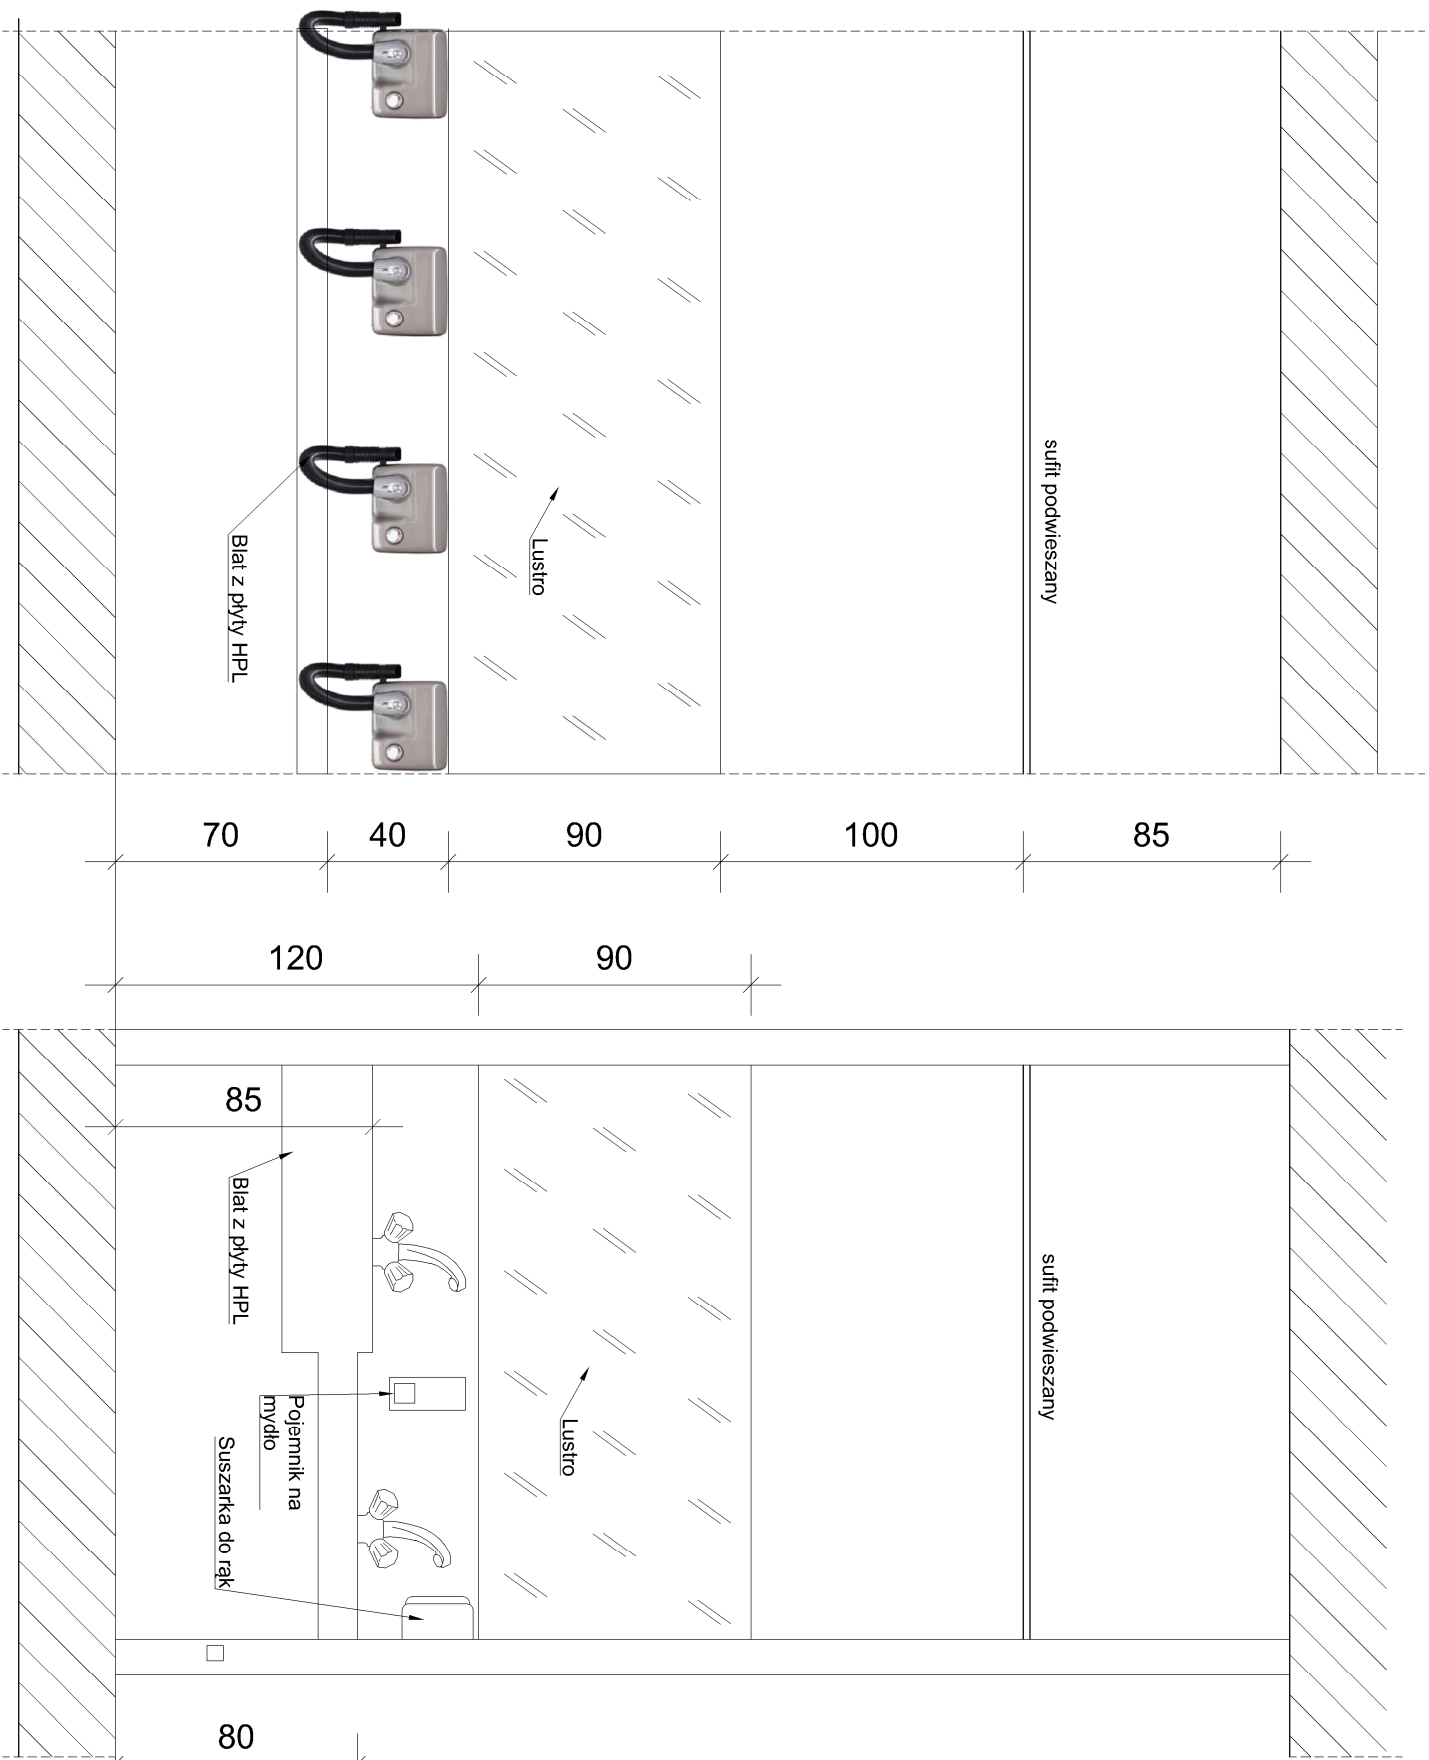 sufit podwieszany
Lustro
Blat z płyty HPL
70 40 90 100 85
120 90
85
Blat z płyty HPL
sufit podwieszany
Lustro
Pojemnik na
mydło
Suszarka do rąk
80